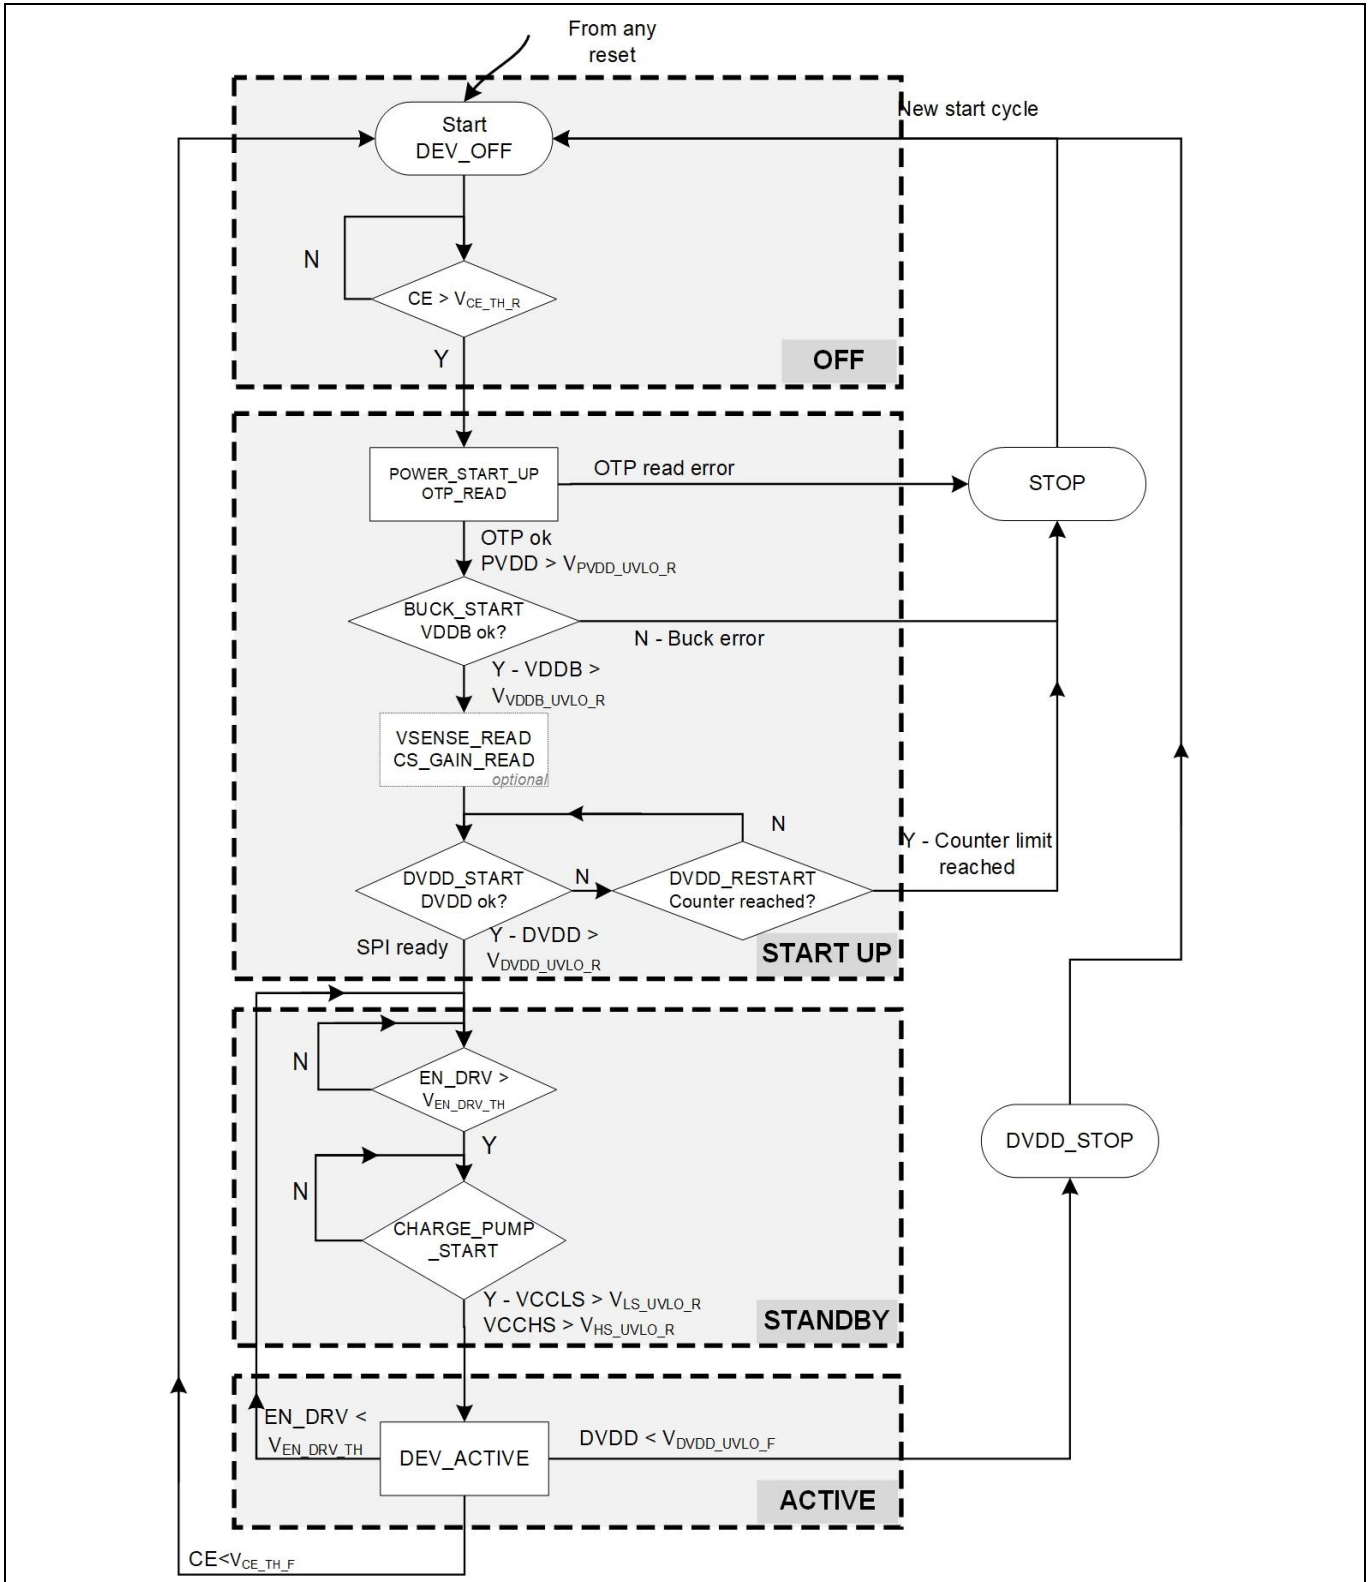 From any
reset
New start cycle
Start
DEV_OFF
N
CE > VCE_TH_R
Y
OFF
POWER_START_UP
OTP_READ
OTP read error
STOP
OTP ok
PVDD > VPVDD_UVLO_R
BUCK_START
VDDB ok?
N - Buck error
Y - VDDB >
VVDDB_UVLO_R
VSENSE_READ
CS_GAIN_READ
optional
N
DVDD_START
DVDD ok?
N
DVDD_RESTART
Counter reached?
Y - Counter limit
reached
SPI ready
Y - DVDD >
VDVDD_UVLO_R
START UP
N
EN_DRV >
VEN_DRV_TH
Y
DVDD_STOP
N
CHARGE_PUMP
_START
Y - VCCLS > VLS_UVLO_R
VCCHS > VHS_UVLO_R
STANDBY
EN_DRV <
VEN_DRV_TH
DEV_ACTIVE
DVDD < VDVDD_UVLO_F
ACTIVE
CE<VCE_TH_F